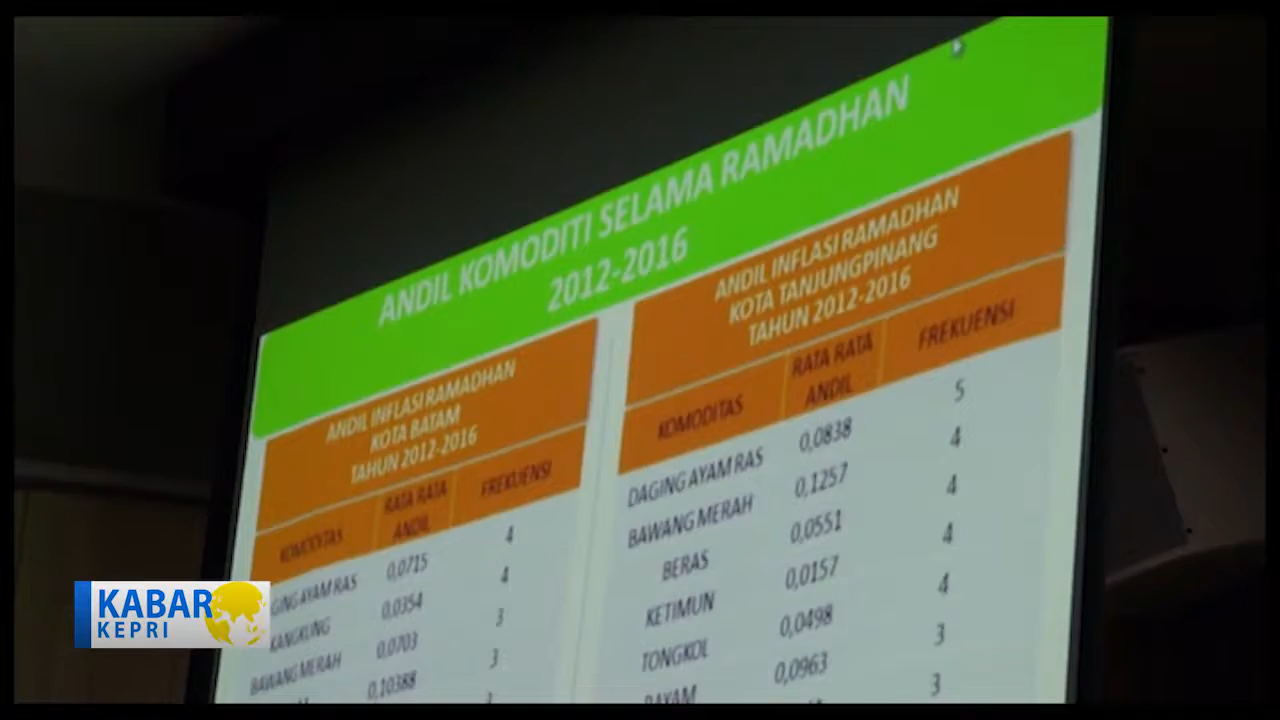 ANDIL KOMODITI SELAMA RAMADHAN
2012-2016
ANDIL INFLASI RAMADHAN
KOTA BATAM
TAHUN 2012-2016
KOMODITAS RATA RATA ANDIL FREKUENSI
GING AYAM RAS 0,0715 4
KANGKUNG 0,0354 4
BAWANG MERAH 0,0703 3
0,10388 3
ANDIL INFLASI RAMADHAN
KOTA TANJUNGPINANG
TAHUN 2012-2016
KOMODITAS RATA RATA ANDIL FREKUENSI
DAGING AYAM RAS 0,0838 5
BAWANG MERAH 0,1257 4
BERAS 0,0551 4
KETIMUN 0,0157 4
TONGKOL 0,0498 4
BAYAM 0,0963 3
3
KABAR
KEPRI